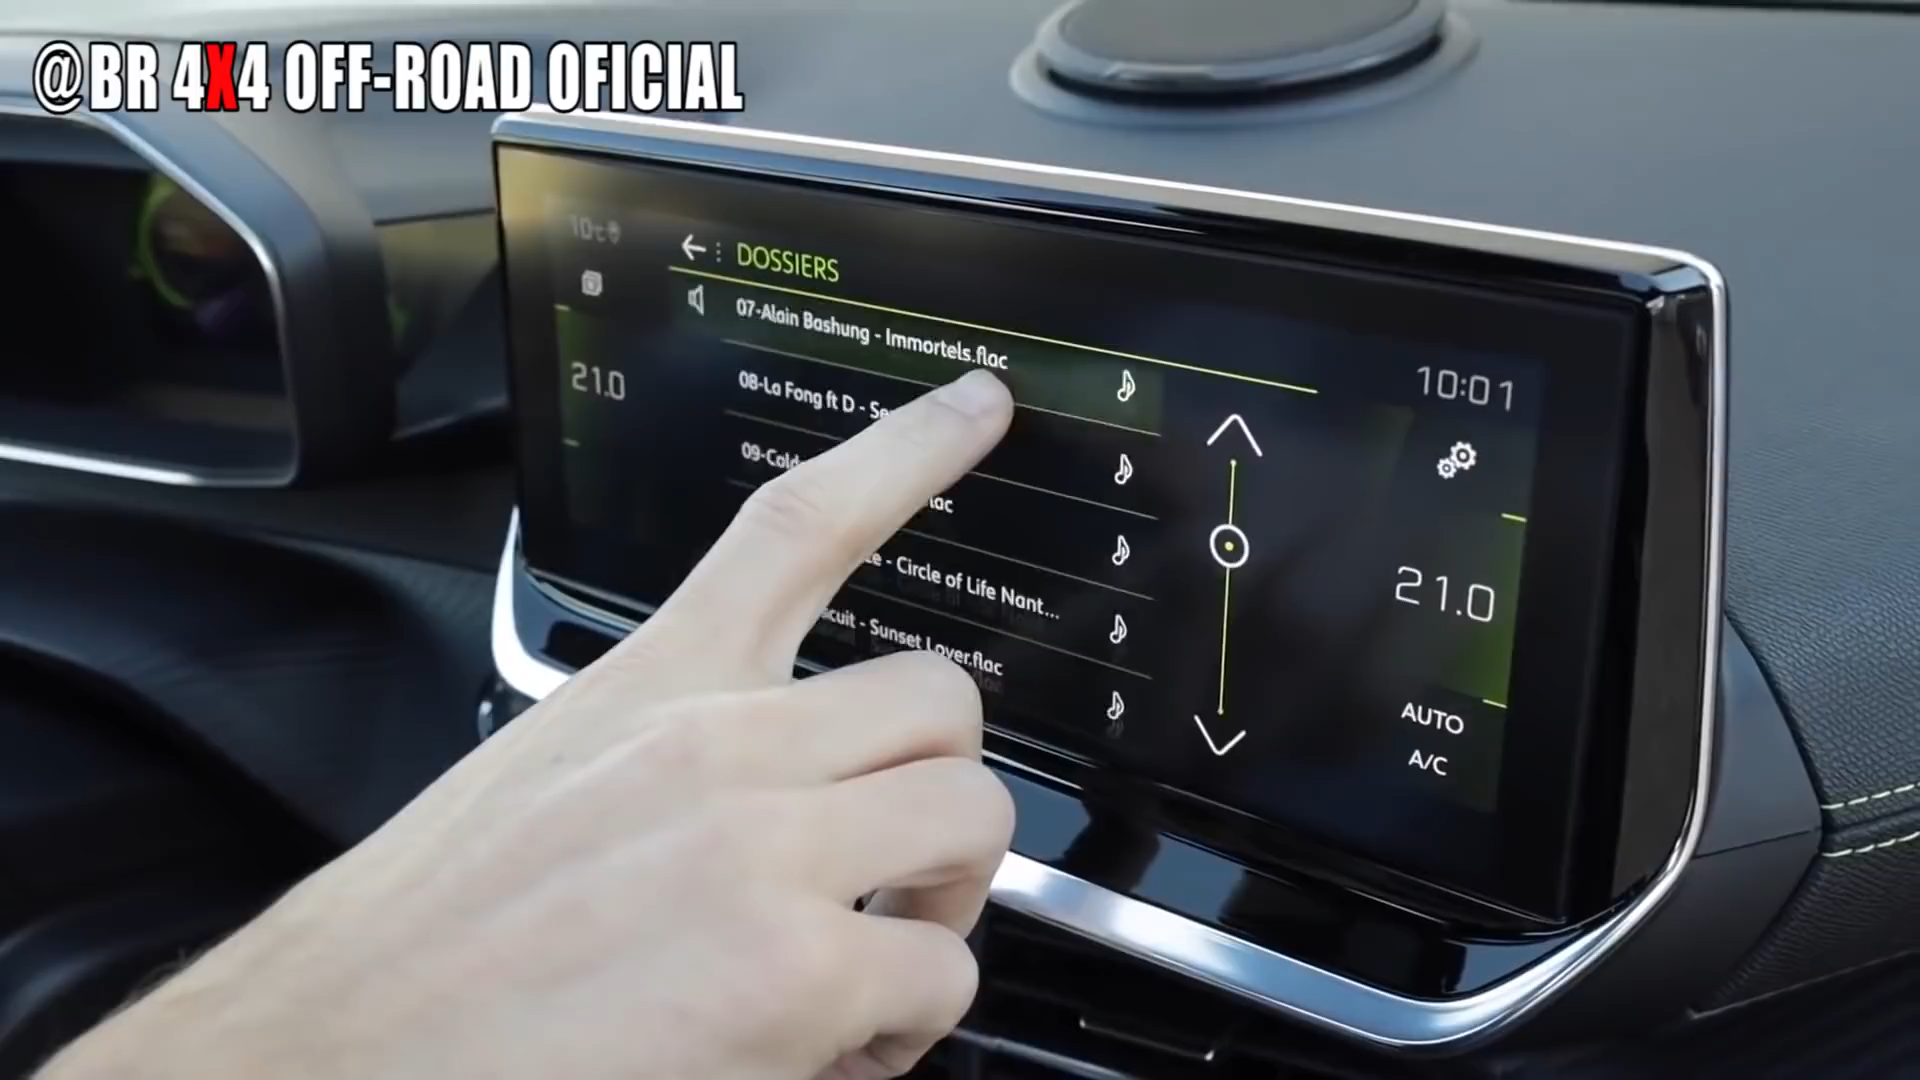 @BR 4X4 OFF-ROAD OFICIAL
10°C
DOSSIERS
07-Alain Bashung - Immortels.flac
10:01
21.0
08-La Fong ft D - Se
09-Cold
lac
- Circle of Life Nant...
21.0
cuit - Sunset Lover.flac
AUTO
A/C